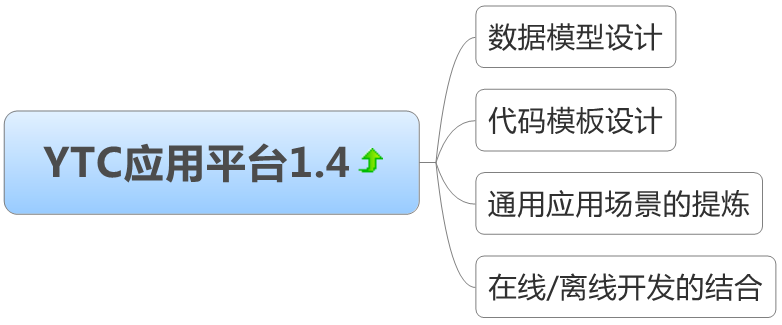 数据模型设计
代码模板设计
YTC应用平台1.4
通用应用场景的提炼
在线/离线开发的结合